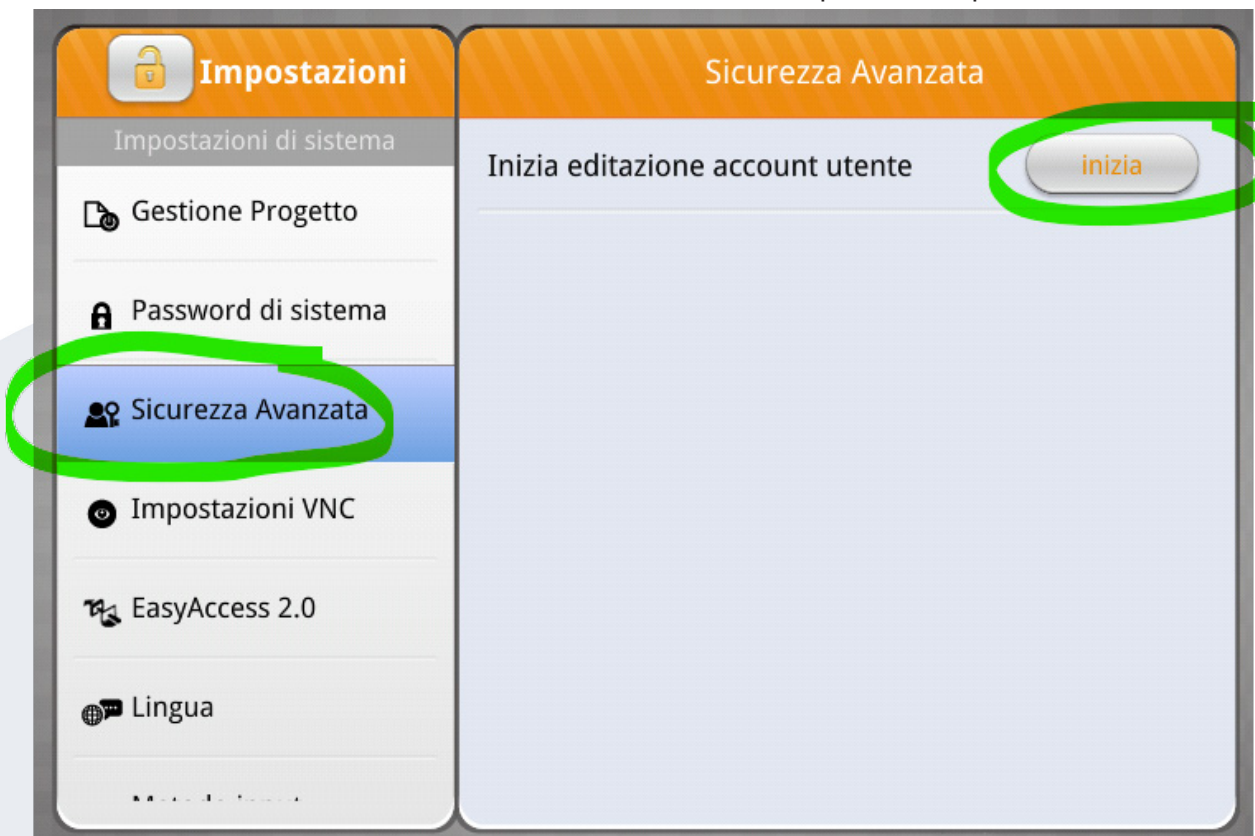 Impostazioni
Sicurezza Avanzata
Impostazioni di sistema
Inizia editazione account utente
inizia
Gestione Progetto
Password di sistema
Sicurezza Avanzata
Impostazioni VNC
EasyAccess 2.0
Lingua